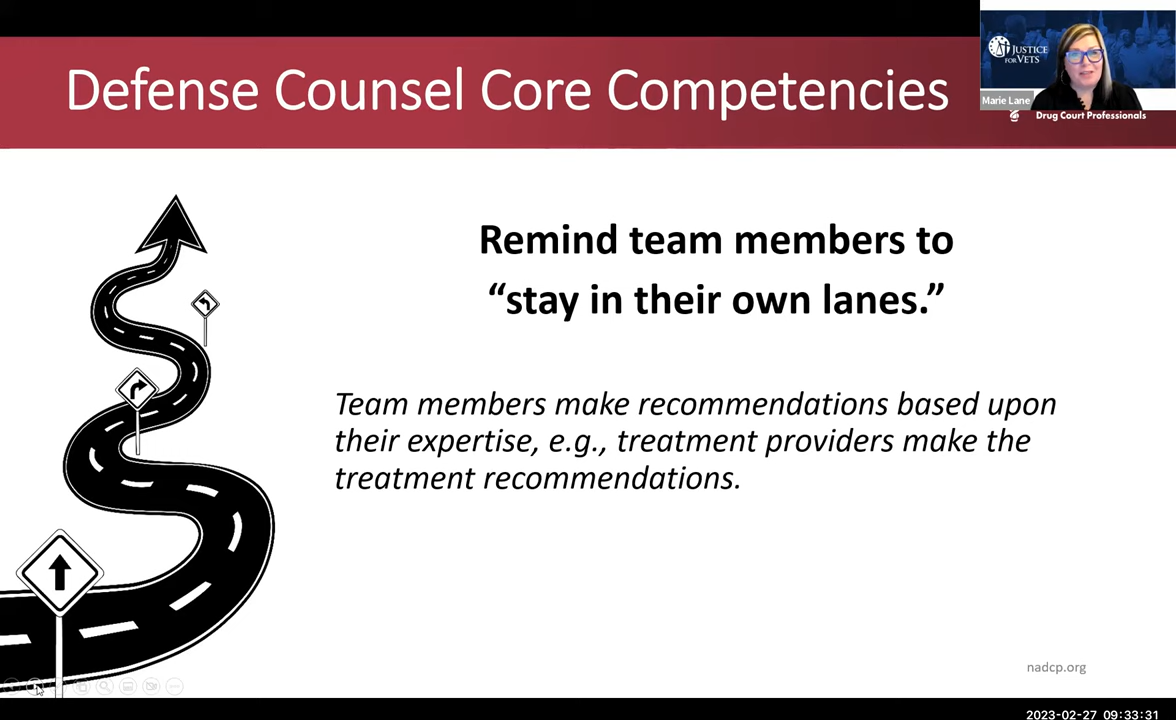 Defense Counsel Core Competencies
JUSTICE
FOR VETS
Marie Lane
Drug Court Professionals
Remind team members to
“stay in their own lanes.”
Team members make recommendations based upon
their expertise, e.g., treatment providers make the
treatment recommendations.
nadcp.org
2023-02-27 09:33:31